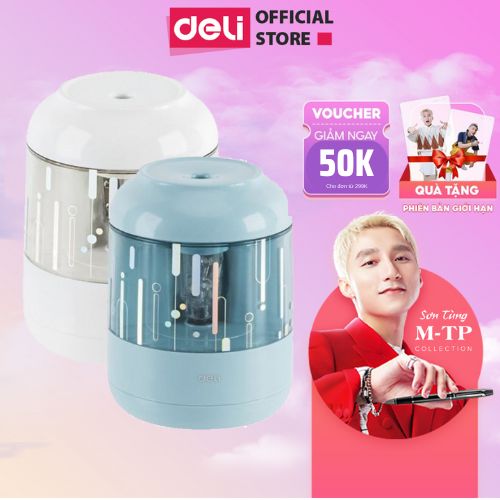 deli
OFFICIAL
STORE
VOUCHER
GIẢM NGAY
50K
Cho đơn từ 299K
QUÀ TẶNG
PHIÊN BẢN GIỚI HẠN
Sơn Tùng
M-TP
COLLECTION
deli